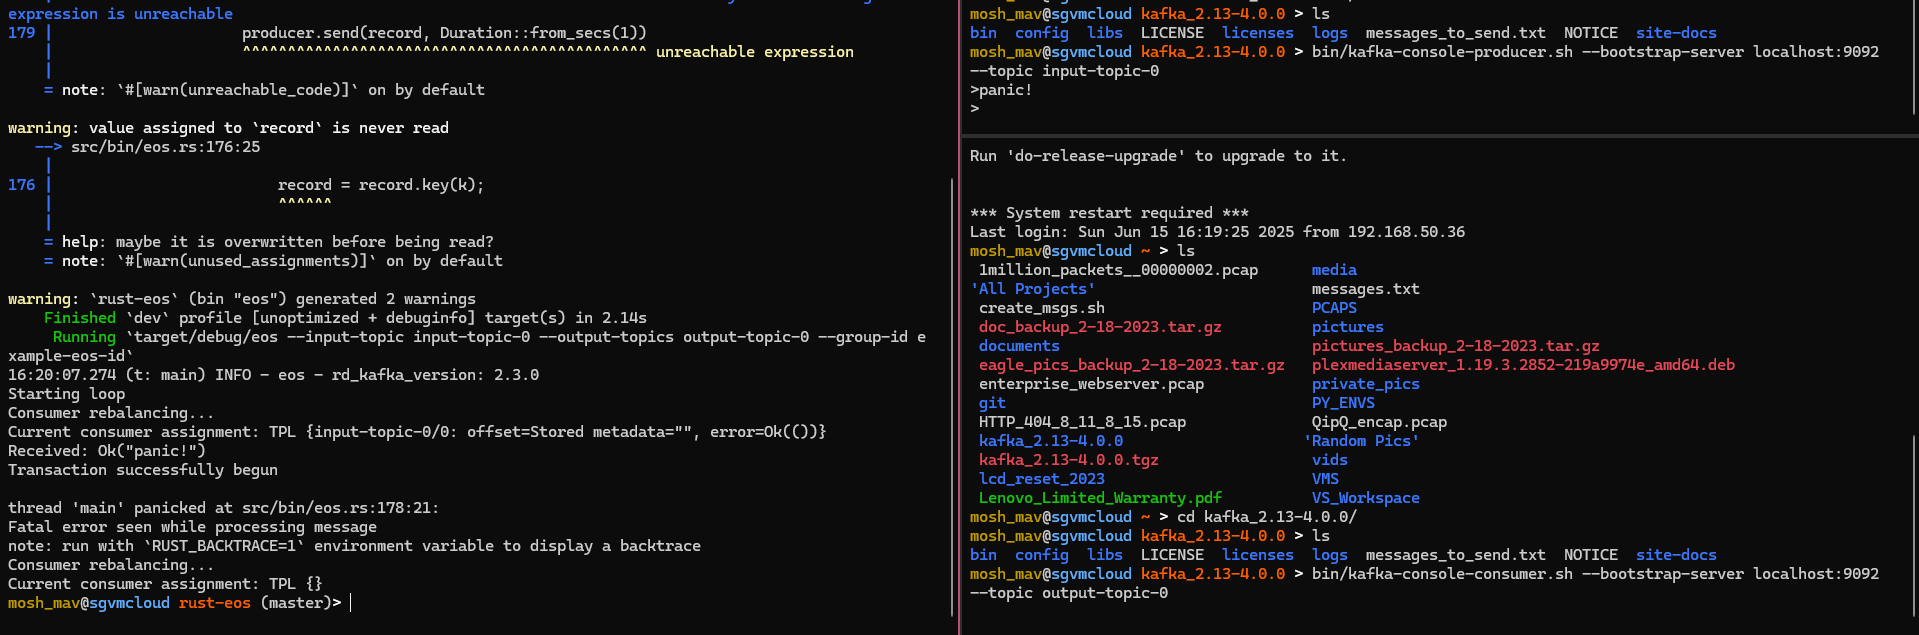 expression is unreachable
179 |                     producer.send(record, Duration::from_secs(1))
    |                     ^^^^^^^^^^^^^^^^^^^^^^^^^^^^^^^^^^^^^^^^^^^^^ unreachable expression
    |
    = note: `#[warn(unreachable_code)]` on by default

warning: value assigned to `record` is never read
   --> src/bin/eos.rs:176:25
    |
176 |                         record = record.key(k);
    |                         ^^^^^^
    |
    = help: maybe it is overwritten before being read?
    = note: `#[warn(unused_assignments)]` on by default

warning: `rust-eos` (bin "eos") generated 2 warnings
    Finished `dev` profile [unoptimized + debuginfo] target(s) in 2.14s
     Running `target/debug/eos --input-topic input-topic-0 --output-topics output-topic-0 --group-id e
xample-eos-id`
16:20:07.274 (t: main) INFO - eos - rd_kafka_version: 2.3.0
Starting loop
Consumer rebalancing...
Current consumer assignment: TPL {input-topic-0/0: offset=Stored metadata="", error=Ok(())}
Received: Ok("panic!")
Transaction successfully begun

thread 'main' panicked at src/bin/eos.rs:178:21:
Fatal error seen while processing message
note: run with `RUST_BACKTRACE=1` environment variable to display a backtrace
Consumer rebalancing...
Current consumer assignment: TPL {}
mosh_mav@sgvmcloud rust-eos (master)>
mosh_mav@sgvmcloud kafka_2.13-4.0.0 > ls
bin  config  libs  LICENSE  licenses  logs  messages_to_send.txt  NOTICE  site-docs
mosh_mav@sgvmcloud kafka_2.13-4.0.0 > bin/kafka-console-producer.sh --bootstrap-server localhost:9092
--topic input-topic-0
>panic!
>
Run 'do-release-upgrade' to upgrade to it.

*** System restart required ***
Last login: Sun Jun 15 16:19:25 2025 from 192.168.50.36
mosh_mav@sgvmcloud ~ > ls
 1million_packets__00000002.pcap      media
'All Projects'                        messages.txt
 create_msgs.sh                       PCAPS
 doc_backup_2-18-2023.tar.gz          pictures
 documents                            pictures_backup_2-18-2023.tar.gz
 eagle_pics_backup_2-18-2023.tar.gz   plexmediaserver_1.19.3.2852-219a9974e_amd64.deb
 enterprise_webserver.pcap            private_pics
 git                                  PY_ENVS
 HTTP_404_8_11_8_15.pcap              QipQ_encap.pcap
 kafka_2.13-4.0.0                    'Random Pics'
 kafka_2.13-4.0.0.tgz                 vids
 lcd_reset_2023                       VMS
 Lenovo_Limited_Warranty.pdf          VS_Workspace
mosh_mav@sgvmcloud ~ > cd kafka_2.13-4.0.0/
mosh_mav@sgvmcloud kafka_2.13-4.0.0 > ls
bin  config  libs  LICENSE  licenses  logs  messages_to_send.txt  NOTICE  site-docs
mosh_mav@sgvmcloud kafka_2.13-4.0.0 > bin/kafka-console-consumer.sh --bootstrap-server localhost:9092
--topic output-topic-0